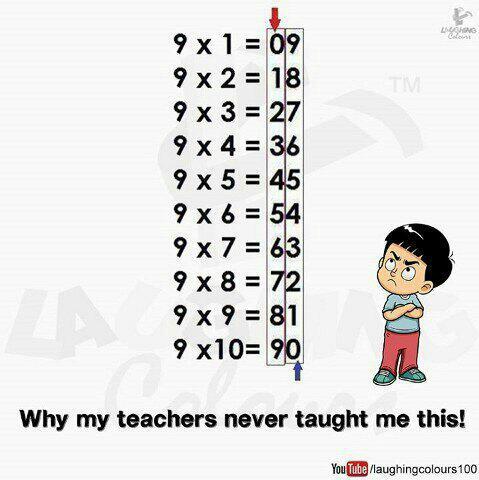 LAUGHING
Colours
TM
9 x 1 = 09
9 x 2 = 18
9 x 3 = 27
9 x 4 = 36
9 x 5 = 45
9 x 6 = 54
9 x 7 = 63
9 x 8 = 72
9 x 9 = 81
9 x10= 90
LAUGHING
Colours
Why my teachers never taught me this!
YouTube /laughingcolours100